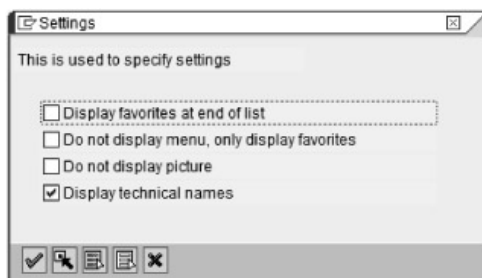 Settings
This is used to specify settings
Display favorites at end of list
Do not display menu, only display favorites
Do not display picture
Display technical names